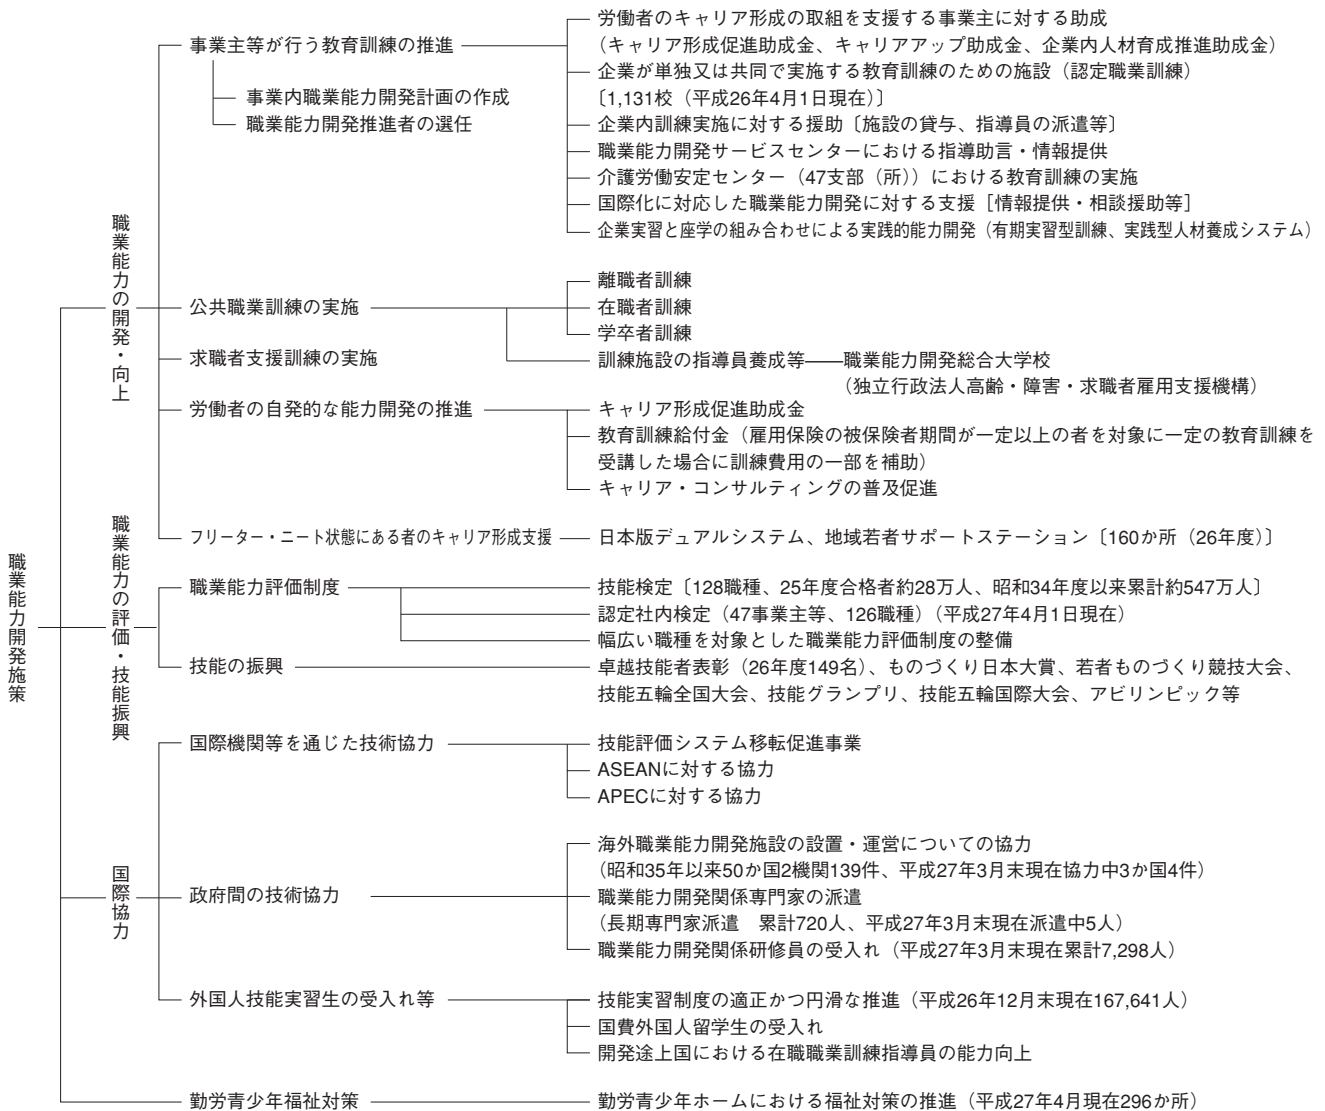 職業能力開発施策
職業能力の開発・向上
事業主等が行う教育訓練の推進
事業内職業能力開発計画の作成
職業能力開発推進者の選任
労働者のキャリア形成の取組を支援する事業主に対する助成
（キャリア形成促進助成金、キャリアアップ助成金、企業内人材育成推進助成金）
企業が単独又は共同で実施する教育訓練のための施設（認定職業訓練）
〔1,131校（平成26年4月1日現在）〕
企業内訓練実施に対する援助〔施設の貸与、指導員の派遣等〕
職業能力開発サービスセンターにおける指導助言・情報提供
介護労働安定センター（47支部（所））における教育訓練の実施
国際化に対応した職業能力開発に対する支援［情報提供・相談援助等］
企業実習と座学の組み合わせによる実践的能力開発（有期実習型訓練、実践型人材養成システム）
公共職業訓練の実施
離職者訓練
在職者訓練
学卒者訓練
訓練施設の指導員養成等――職業能力開発総合大学校
（独立行政法人高齢・障害・求職者雇用支援機構）
求職者支援訓練の実施
労働者の自発的な能力開発の推進
キャリア形成促進助成金
教育訓練給付金（雇用保険の被保険者期間が一定以上の者を対象に一定の教育訓練を
受講した場合に訓練費用の一部を補助）
キャリア・コンサルティングの普及促進
フリーター・ニート状態にある者のキャリア形成支援
日本版デュアルシステム、地域若者サポートステーション〔160か所（26年度）〕
職業能力の評価・技能振興
職業能力評価制度
技能検定〔128職種、25年度合格者約28万人、昭和34年度以来累計約547万人〕
認定社内検定（47事業主等、126職種）（平成27年4月1日現在）
幅広い職種を対象とした職業能力評価制度の整備
技能の振興
卓越技能者表彰（26年度149名）、ものづくり日本大賞、若者ものづくり競技大会、
技能五輪全国大会、技能グランプリ、技能五輪国際大会、アビリンピック等
国際協力
国際機関等を通じた技術協力
技能評価システム移転促進事業
ASEANに対する協力
APECに対する協力
政府間の技術協力
海外職業能力開発施設の設置・運営についての協力
（昭和35年以来50か国2機関139件、平成27年3月末現在協力中3か国4件）
職業能力開発関係専門家の派遣
（長期専門家派遣　累計720人、平成27年3月末現在派遣中5人）
職業能力開発関係研修員の受入れ（平成27年3月末現在累計7,298人）
外国人技能実習生の受入れ等
技能実習制度の適正かつ円滑な推進（平成26年12月末現在167,641人）
国費外国人留学生の受入れ
開発途上国における在職職業訓練指導員の能力向上
勤労青少年福祉対策
勤労青少年ホームにおける福祉対策の推進（平成27年4月現在296か所）